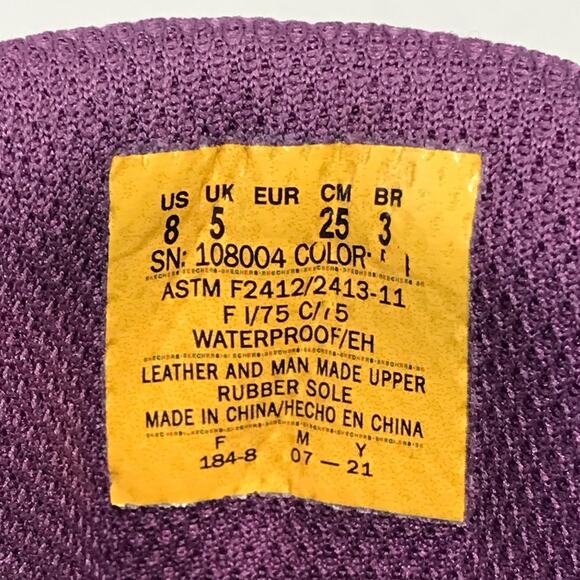 US UK EUR CM BR
8 5 25
SN: 108004 COLOR-
ASTM F2412/2413-11
F I/75 C/75
WATERPROOF/EH
LEATHER AND MAN MADE UPPER
RUBBER SOLE
MADE IN CHINA/HECHO EN CHINA
F M Y
184-8 07 — 21